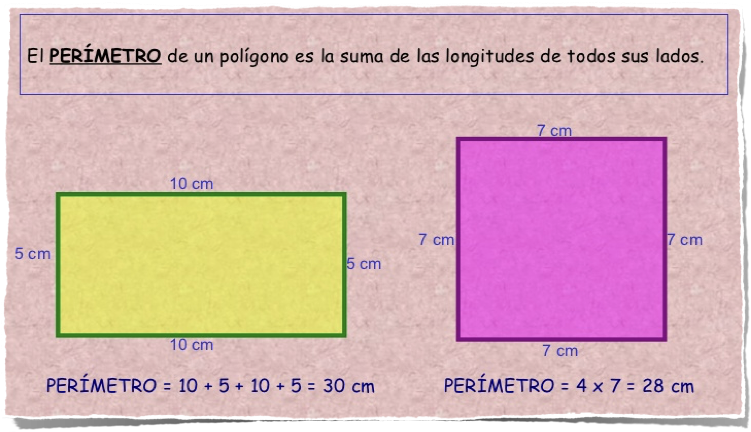 El PERÍMETRO de un polígono es la suma de las longitudes de todos sus lados.
10 cm
5 cm
5 cm
10 cm
PERÍMETRO = 10 + 5 + 10 + 5 = 30 cm
7 cm
7 cm
7 cm
7 cm
PERÍMETRO = 4 x 7 = 28 cm